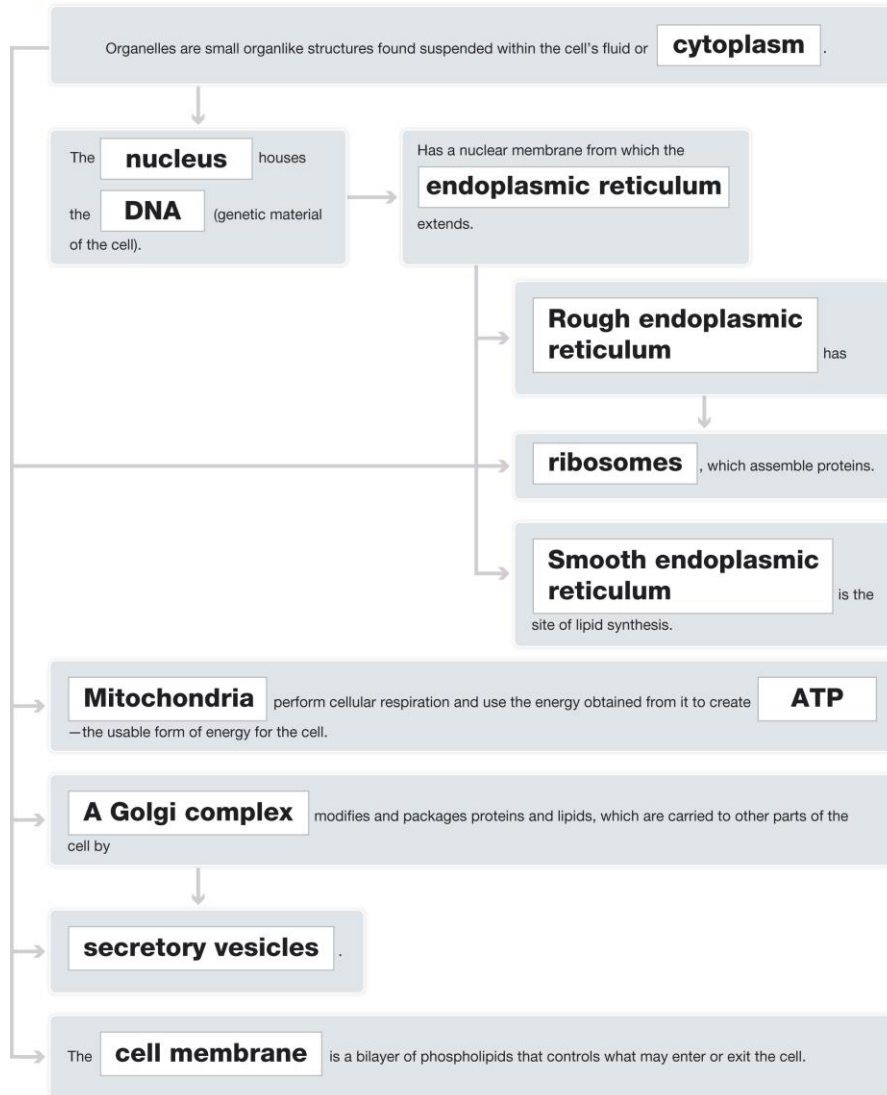 Organelles are small organlike structures found suspended within the cell's fluid or cytoplasm .
The nucleus houses
the DNA (genetic material
of the cell).
Has a nuclear membrane from which the
endoplasmic reticulum
extends.
Rough endoplasmic
reticulum has
ribosomes , which assemble proteins.
Smooth endoplasmic
reticulum is the
site of lipid synthesis.
Mitochondria perform cellular respiration and use the energy obtained from it to create ATP
—the usable form of energy for the cell.
A Golgi complex modifies and packages proteins and lipids, which are carried to other parts of the
cell by
secretory vesicles .
The cell membrane is a bilayer of phospholipids that controls what may enter or exit the cell.